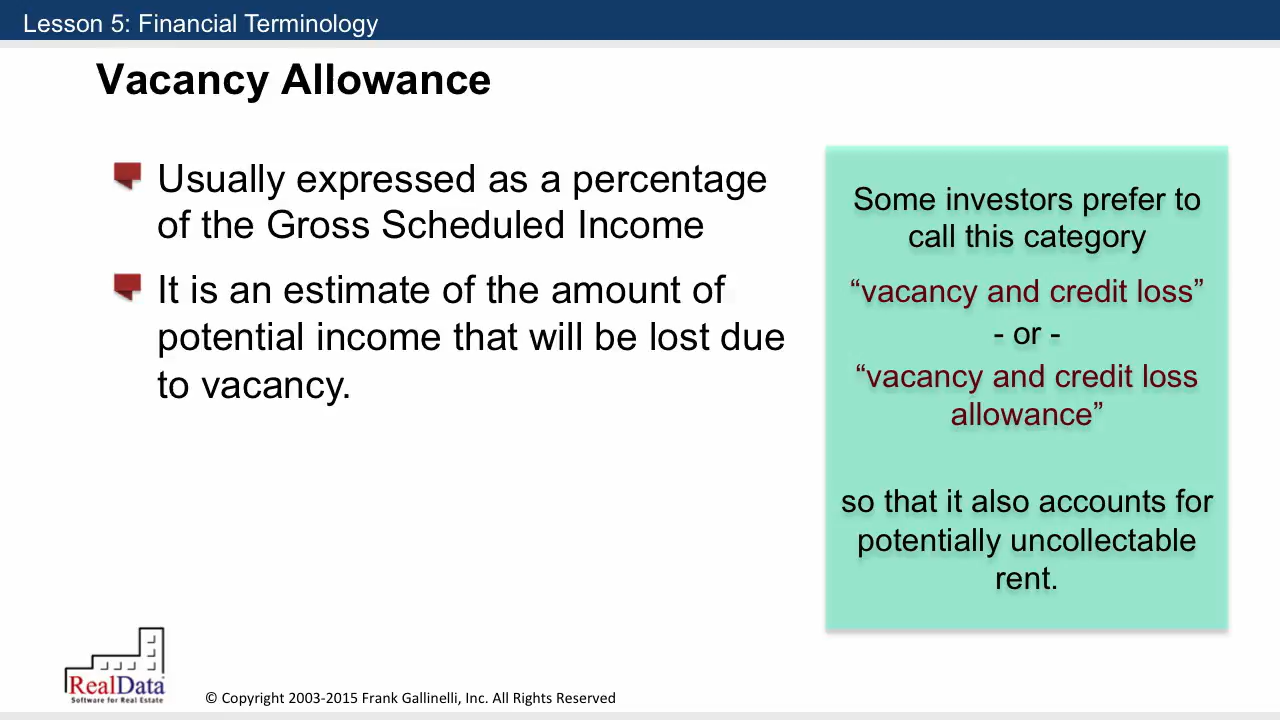 Lesson 5: Financial Terminology
Vacancy Allowance
Usually expressed as a percentage
of the Gross Scheduled Income
It is an estimate of the amount of
potential income that will be lost due
to vacancy.
Some investors prefer to
call this category
“vacancy and credit loss”
- or -
“vacancy and credit loss
allowance”
so that it also accounts for
potentially uncollectable
rent.
RealData
Software for Real Estate
© Copyright 2003-2015 Frank Gallinelli, Inc. All Rights Reserved